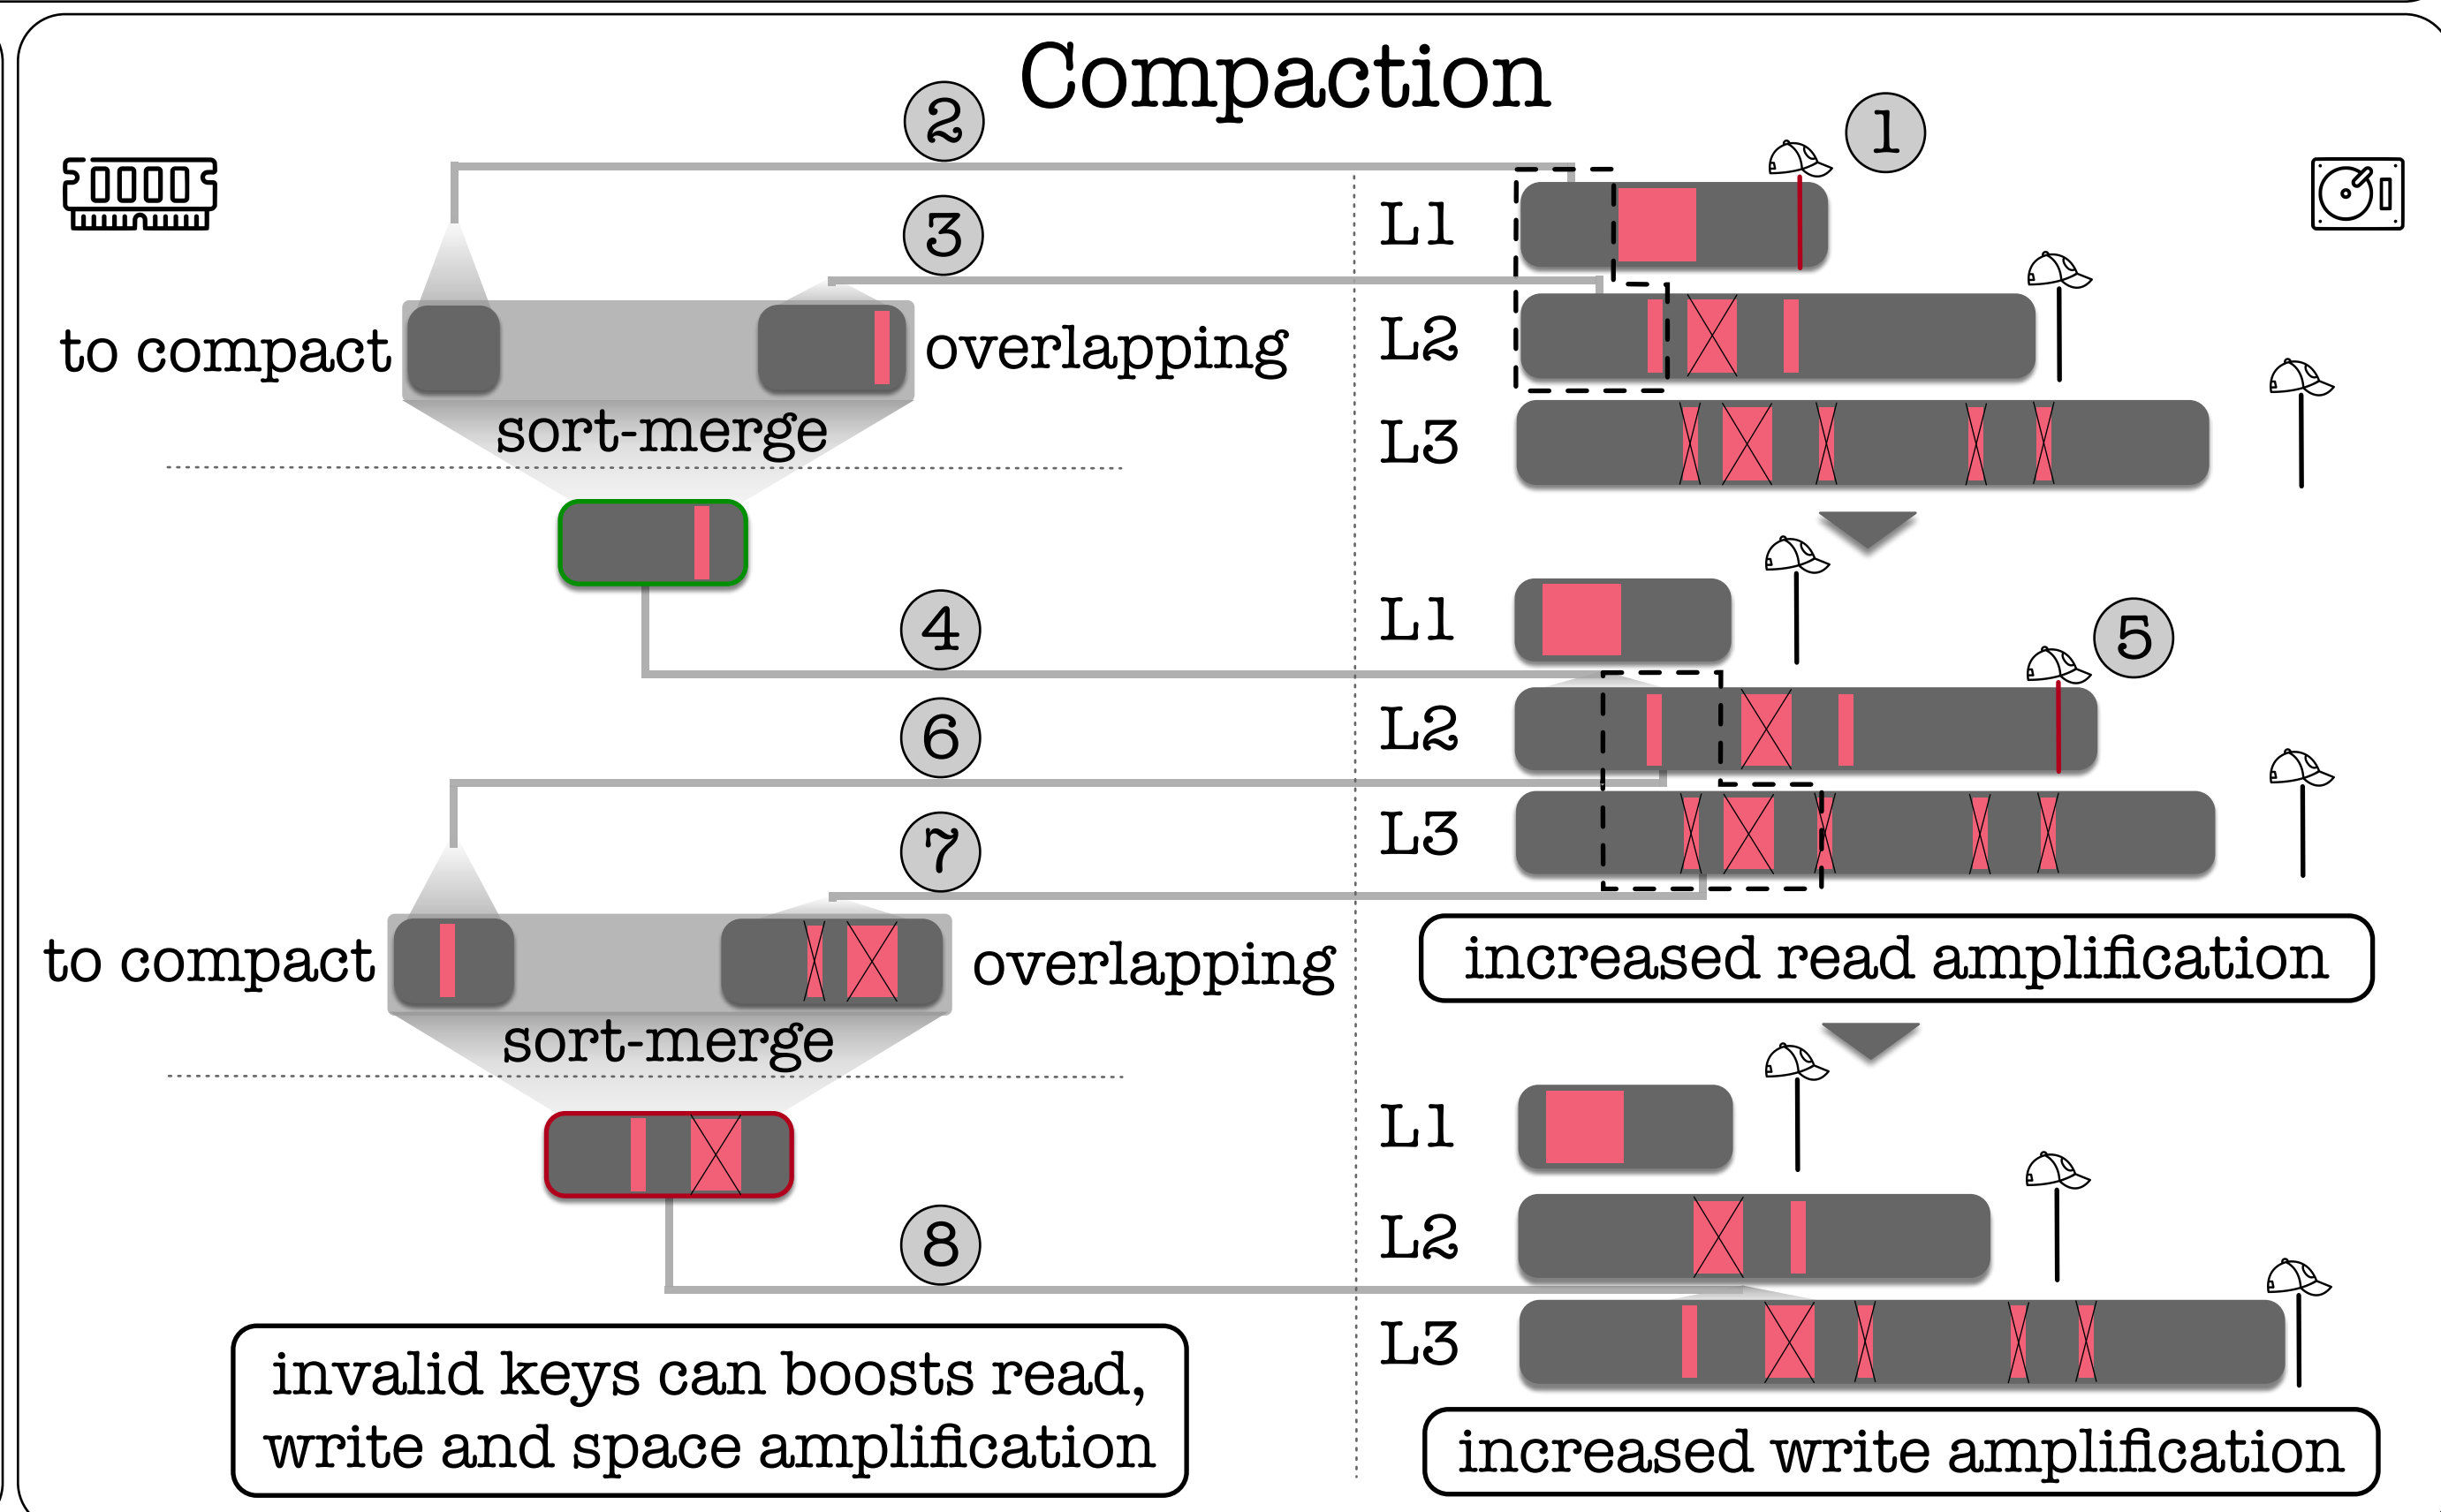 Compaction
2
1
3
L1
to compact
overlapping
L2
sort-merge
L3
4
L1
5
6
L2
7
L3
to compact
overlapping
increased read amplification
sort-merge
L1
8
L2
L3
invalid keys can boosts read,
write and space amplification
increased write amplification